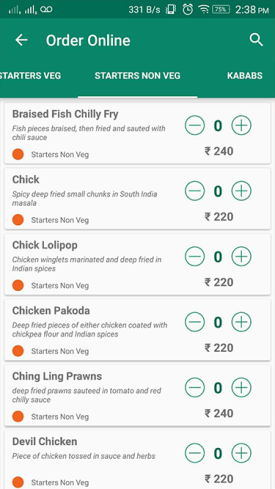 331 B/s 75% 2:38 PM
Order Online
STARTERS VEG STARTERS NON VEG KABABS
Braised Fish Chilly Fry
Fish pieces braised, then fried and sauted with
chili sauce
0
₹ 240
Starters Non Veg
Chick
Spicy deep fried small chunks in South India
masala
0
₹ 220
Starters Non Veg
Chick Lolipop
Chicken winglets marinated and deep fried in
Indian spices
0
₹ 220
Starters Non Veg
Chicken Pakoda
Deep fried pieces of either chicken coated with
chickpea flour and Indian spices
0
₹ 220
Starters Non Veg
Ching Ling Prawns
deep fried prawns sauteed in tomato and red
chilly sauce
0
₹ 240
Starters Non Veg
Devil Chicken
Piece of chicken tossed in sauce and herbs
0
₹ 220
Starters Non Veg